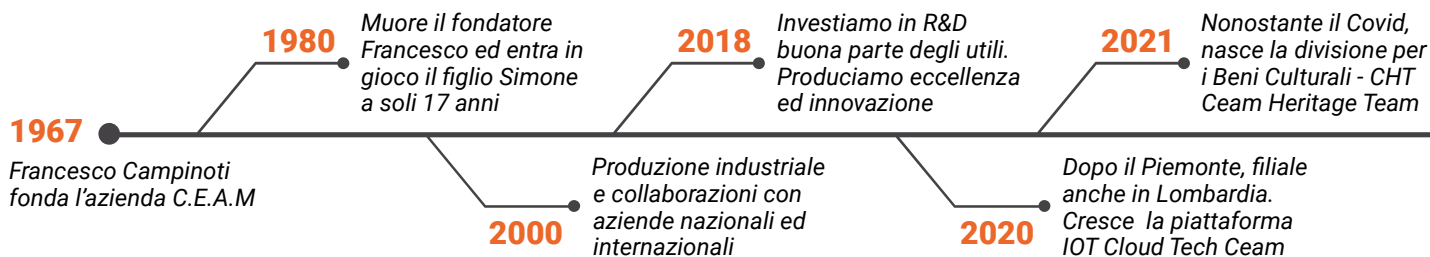 1967
Francesco Campinoti
fonda l'azienda C.E.A.M
1980
Muore il fondatore
Francesco ed entra in
gioco il figlio Simone
a soli 17 anni
2000
Produzione industriale
e collaborazioni con
aziende nazionali ed
internazionali
2018
Investiamo in R&D
buona parte degli utili.
Produciamo eccellenza
ed innovazione
2020
Dopo il Piemonte, filiale
anche in Lombardia.
Cresce la piattaforma
IOT Cloud Tech Ceam
2021
Nonostante il Covid,
nasce la divisione per
i Beni Culturali - CHT
Ceam Heritage Team